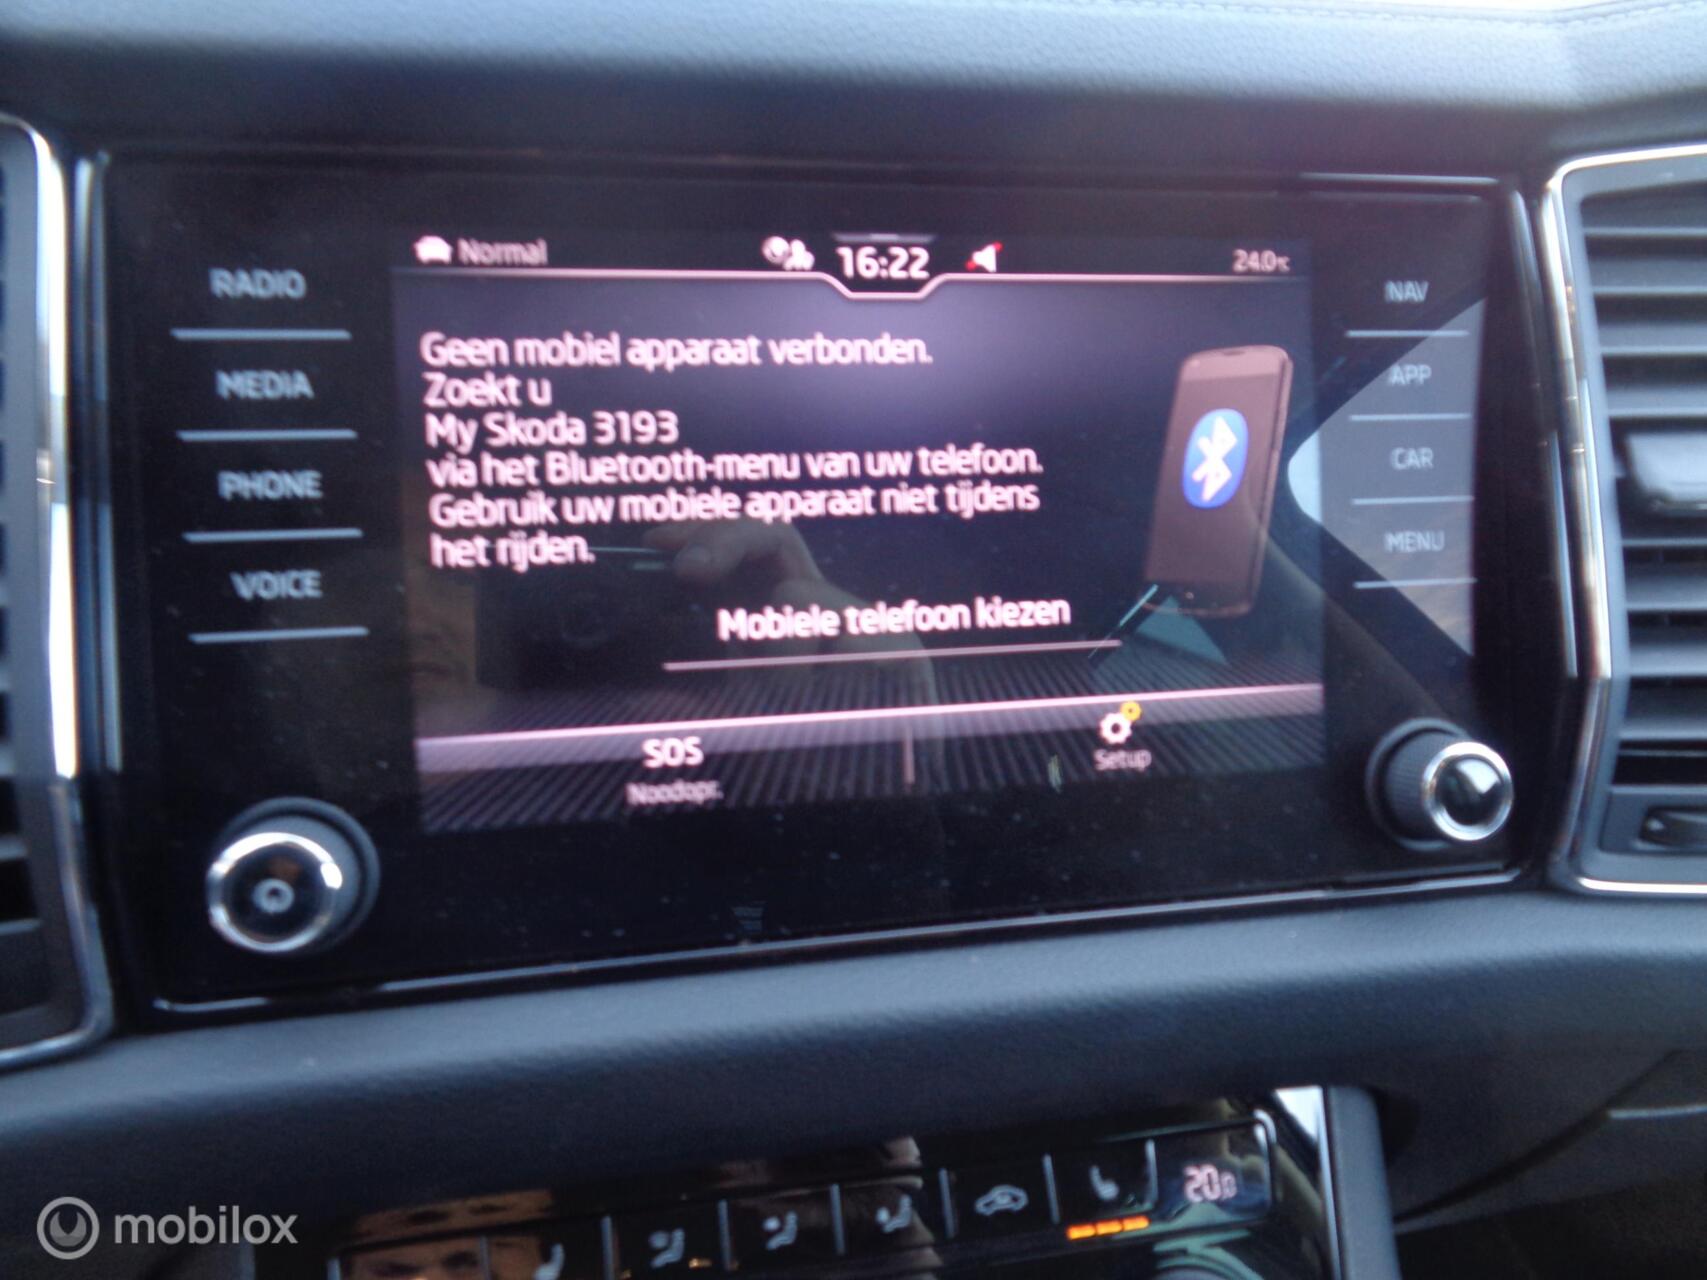 Normal
16:22
24.0°C
RADIO
MEDIA
PHONE
VOICE
NAV
APP
CAR
MENU
Geen mobiel apparaat verbonden.
Zoekt u
My Skoda 3193
via het Bluetooth-menu van uw telefoon.
Gebruik uw mobiele apparaat niet tijdens
het rijden.
Mobiele telefoon kiezen
SOS
Noodopr.
Setup
20.0
mobilox